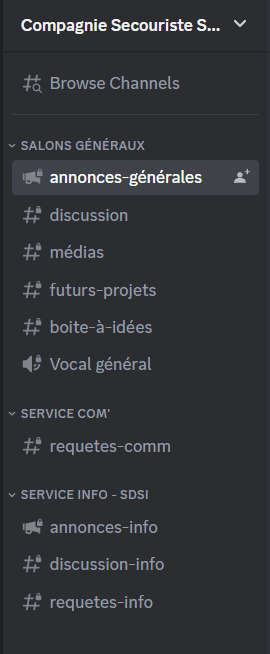 Compagnie Secouriste S...
Browse Channels
SALONS GÉNÉRAUX
annonces-générales
discussion
médias
futurs-projets
boite-à-idées
Vocal général
SERVICE COM'
requetes-comm
SERVICE INFO - SDSI
annonces-info
discussion-info
requetes-info